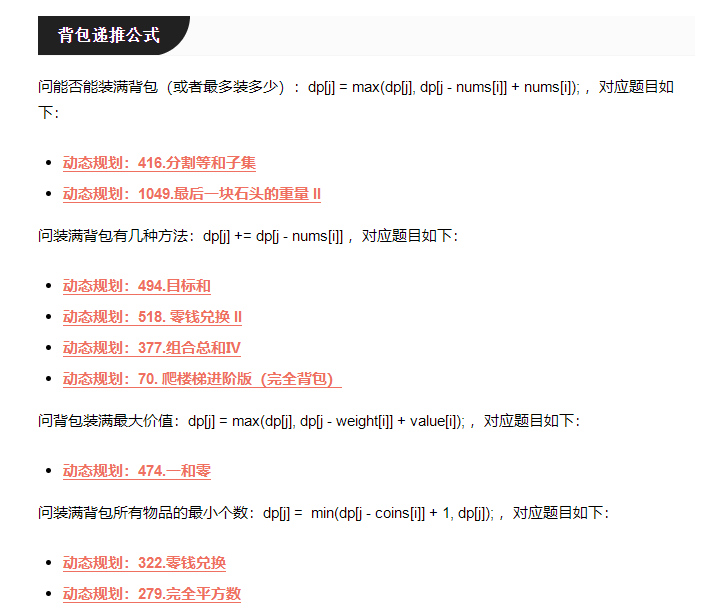 背包递推公式
问能否能装满背包（或者最多装多少）：dp[j] = max(dp[j], dp[j - nums[i]] + nums[i]); ，对应题目如
下：
动态规划：416.分割等和子集
动态规划：1049.最后一块石头的重量 II
问装满背包有几种方法：dp[j] += dp[j - nums[i]] ，对应题目如下：
动态规划：494.目标和
动态规划：518. 零钱兑换 II
动态规划：377.组合总和Ⅳ
动态规划：70. 爬楼梯进阶版（完全背包）
问背包装满最大价值：dp[j] = max(dp[j], dp[j - weight[i]] + value[i]); ，对应题目如下：
动态规划：474.一和零
问装满背包所有物品的最小个数：dp[j] = min(dp[j - coins[i]] + 1, dp[j]); ，对应题目如下：
动态规划：322.零钱兑换
动态规划：279.完全平方数